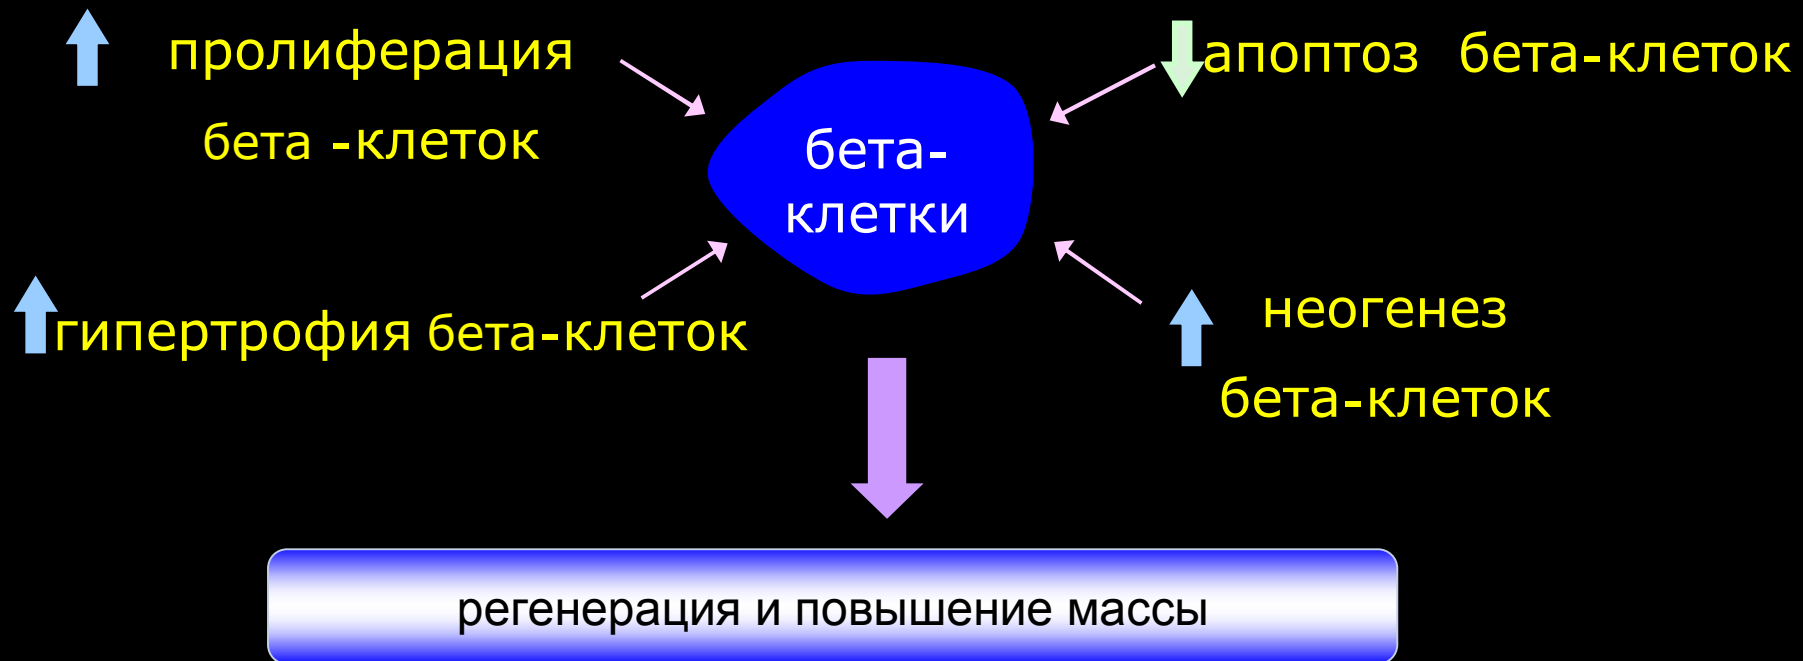 пролиферация
бета -клеток
апоптоз бета-клеток
бета-
клетки
гипертрофия бета-клеток
неогенез
бета-клеток
регенерация и повышение массы